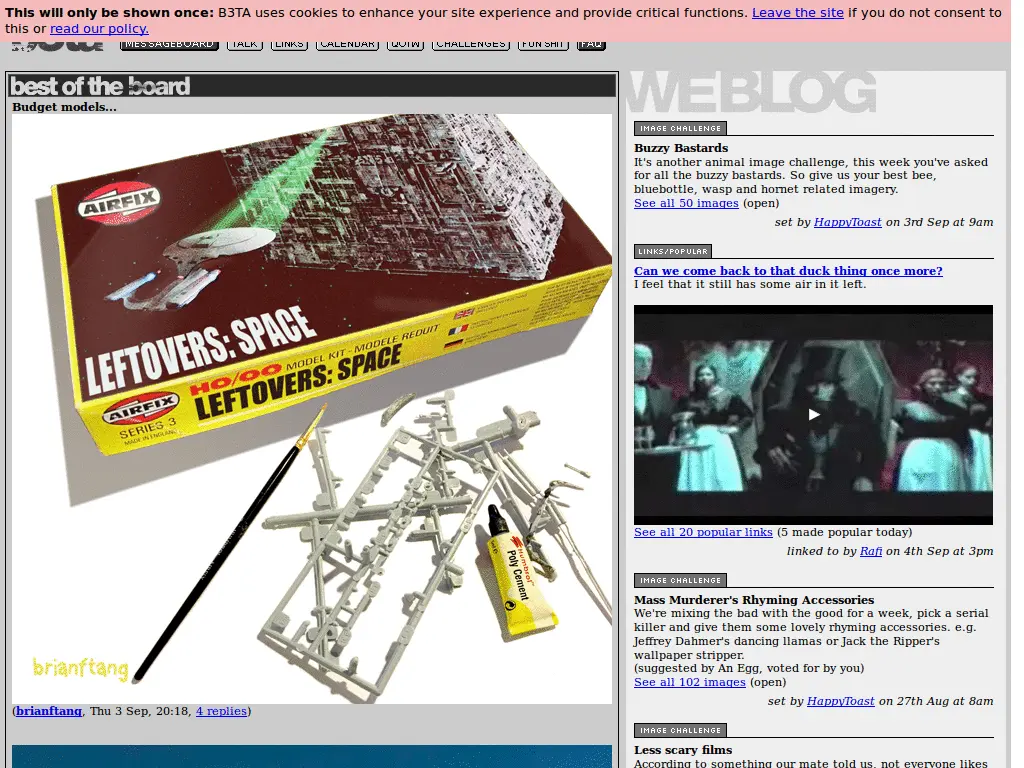 This will only be shown once: B3TA uses cookies to enhance your site experience and provide critical functions. Leave the site if you do not consent to
this or read our policy.
MESSAGEBOARD TALK LINKS CALENDAR QOTW CHALLENGES FUN SHIT FAQ
best of the board
Budget models...
AIRFIX
LEFTOVERS: SPACE
HO/OO MODEL KIT - MODELE REDUIT
AIRFIX LEFTOVERS: SPACE
SERIES 3
MADE IN ENGLAND
Humbrol
Poly Cement
brianftang
(brianftang, Thu 3 Sep, 20:18, 4 replies)
WEBLOG
IMAGE CHALLENGE
Buzzy Bastards
It's another animal image challenge, this week you've asked
for all the buzzy bastards. So give us your best bee,
bluebottle, wasp and hornet related imagery.
See all 50 images (open)
set by HappyToast on 3rd Sep at 9am
LINKS/POPULAR
Can we come back to that duck thing once more?
I feel that it still has some air in it left.
See all 20 popular links (5 made popular today)
linked to by Rafi on 4th Sep at 3pm
IMAGE CHALLENGE
Mass Murderer's Rhyming Accessories
We're mixing the bad with the good for a week, pick a serial
killer and give them some lovely rhyming accessories. e.g.
Jeffrey Dahmer's dancing llamas or Jack the Ripper's
wallpaper stripper.
(suggested by An Egg, voted for by you)
See all 102 images (open)
set by HappyToast on 27th Aug at 8am
IMAGE CHALLENGE
Less scary films
According to something our mate told us, not everyone likes